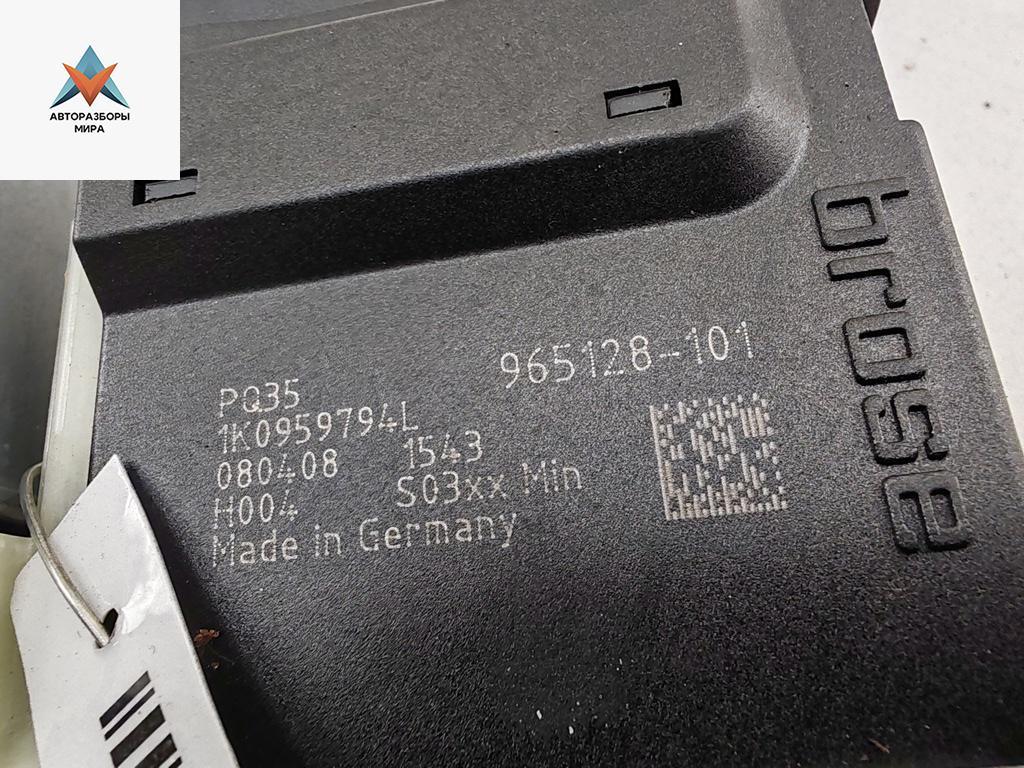 АВТОРАЗБОРЫ
МИРА
brose
965128-101
PQ35
1K0959794L
080408 1543
H004 S03xx Min
Made in Germany